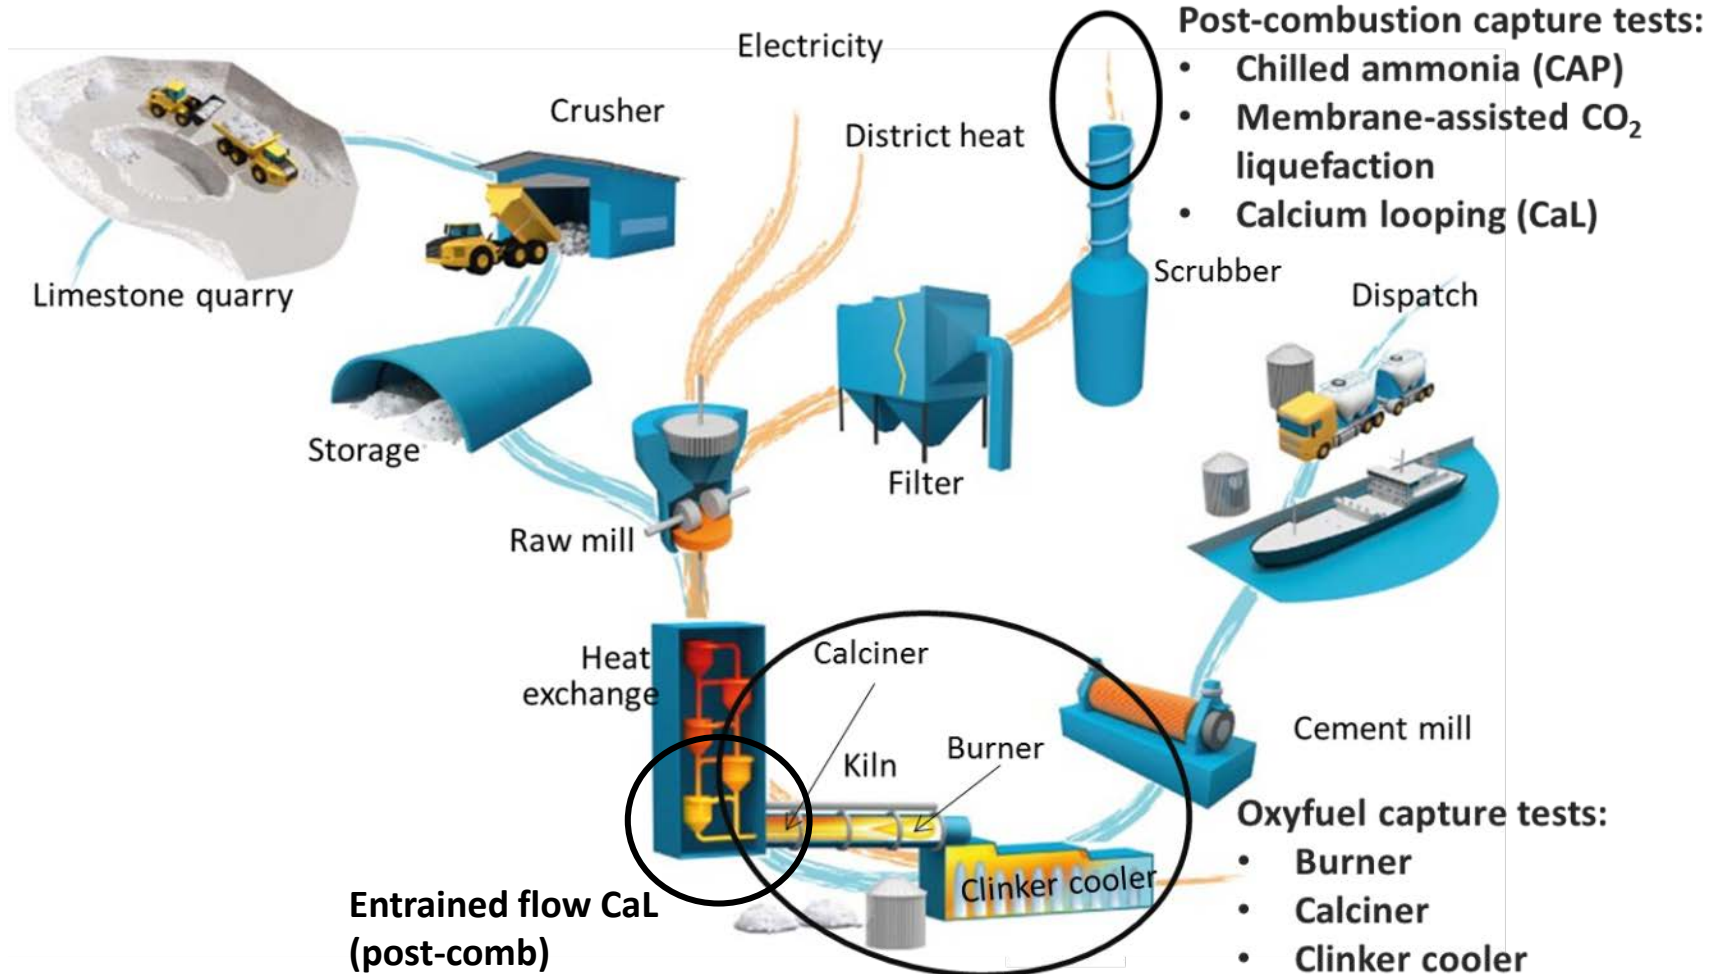 Post-combustion capture tests:
• Chilled ammonia (CAP)
• Membrane-assisted CO₂
liquefaction
• Calcium looping (CaL)
Electricity
Crusher
District heat
Scrubber
Limestone quarry
Dispatch
Storage
Filter
Raw mill
Heat
exchange
Calciner
Kiln
Burner
Cement mill
Clinker cooler
Entrained flow CaL
(post-comb)
Oxyfuel capture tests:
• Burner
• Calciner
• Clinker cooler